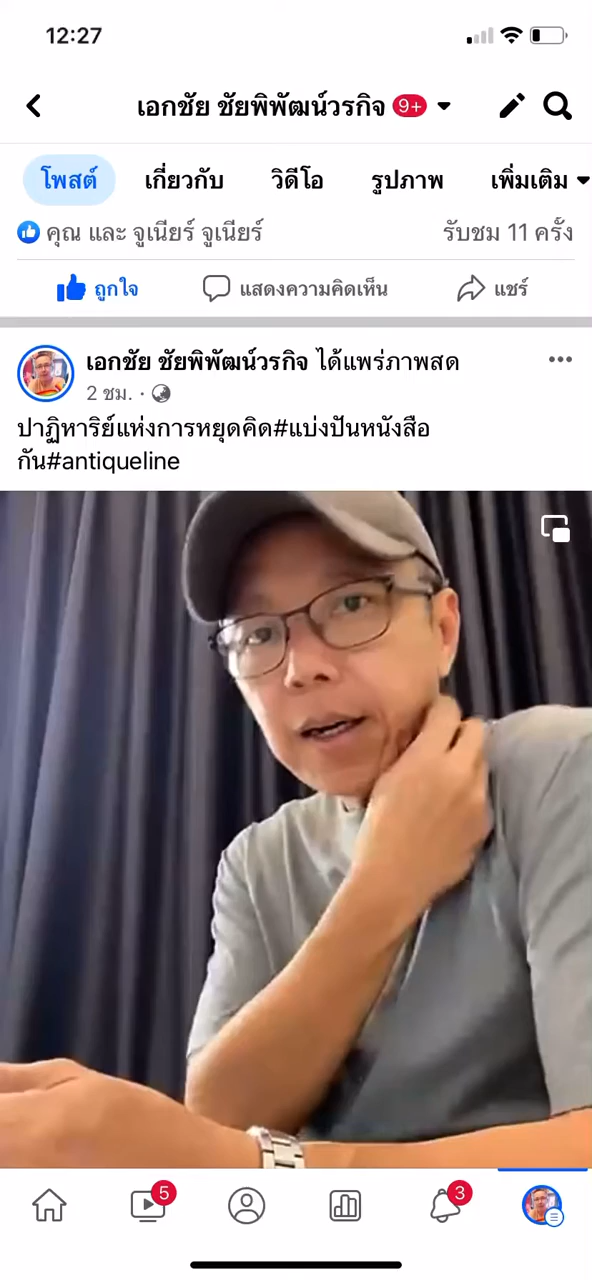 12:27
เอกชัย ชัยพิพัฒน์วรกิจ 9+
โพสต์ เกี่ยวกับ วิดีโอ รูปภาพ เพิ่มเติม
คุณ และ จูเนียร์ จูเนียร์ รับชม 11 ครั้ง
ถูกใจ แสดงความคิดเห็น แชร์
เอกชัย ชัยพิพัฒน์วรกิจ ได้แพร่ภาพสด
2 ชม. ·
ปาฏิหาริย์แห่งการหยุดคิด#แบ่งปันหนังสือ
กัน#antiqueline
5 3